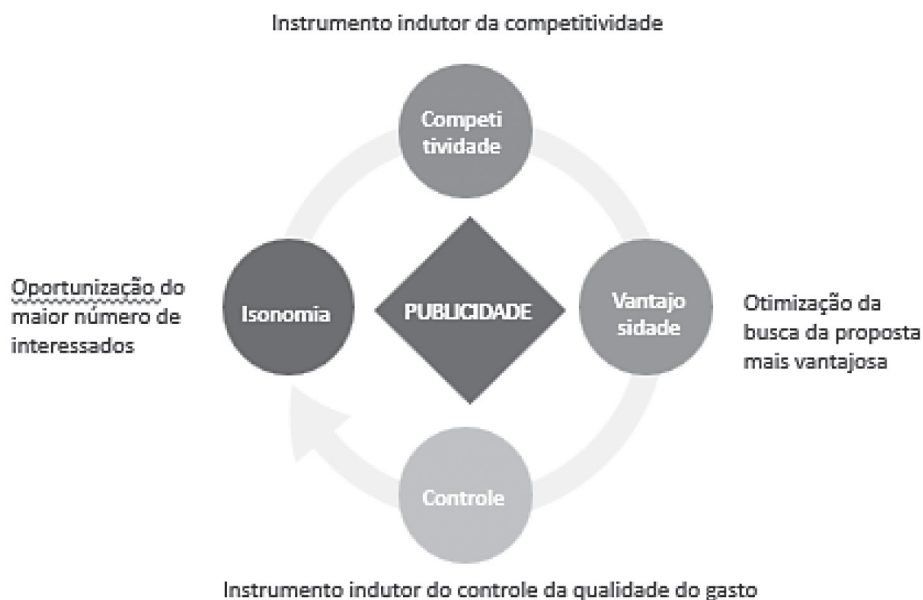 Instrumento indutor da competitividade
Competi
tividade
Oportunização do
maior número de
interessados
Isonomia
PUBLICIDADE
Vantajo
sidade
Otimização da
busca da proposta
mais vantajosa
Controle
Instrumento indutor do controle da qualidade do gasto